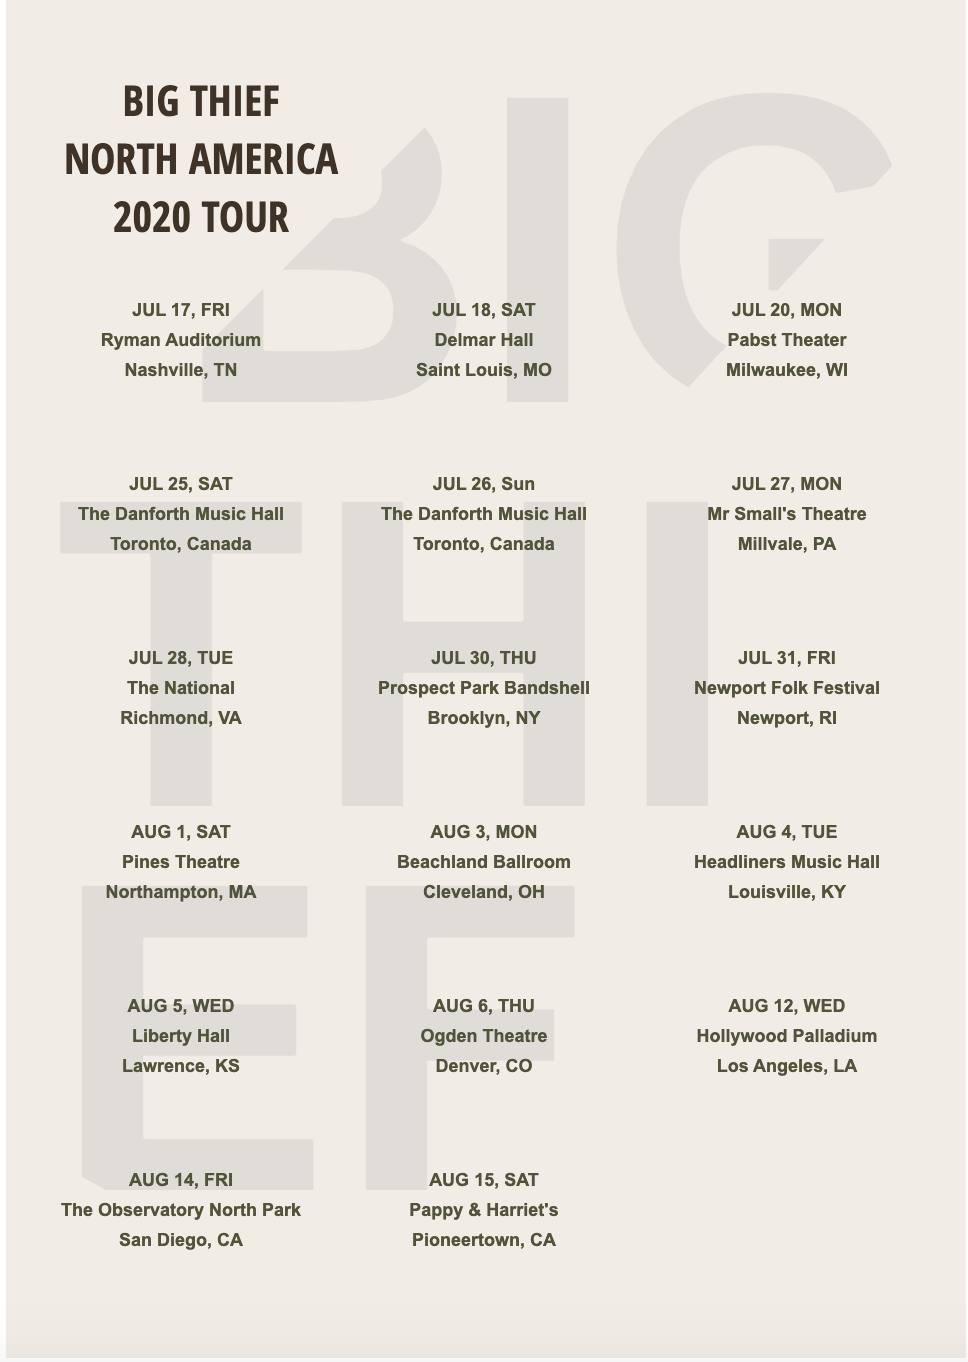 BIG THIEF
NORTH AMERICA
2020 TOUR
BIG
JUL 17, FRI
Ryman Auditorium
Nashville, TN
JUL 18, SAT
Delmar Hall
Saint Louis, MO
JUL 20, MON
Pabst Theater
Milwaukee, WI
THI
JUL 25, SAT
The Danforth Music Hall
Toronto, Canada
JUL 26, Sun
The Danforth Music Hall
Toronto, Canada
JUL 27, MON
Mr Small's Theatre
Millvale, PA
JUL 28, TUE
The National
Richmond, VA
JUL 30, THU
Prospect Park Bandshell
Brooklyn, NY
JUL 31, FRI
Newport Folk Festival
Newport, RI
AUG 1, SAT
Pines Theatre
Northampton, MA
AUG 3, MON
Beachland Ballroom
Cleveland, OH
AUG 4, TUE
Headliners Music Hall
Louisville, KY
EF
AUG 5, WED
Liberty Hall
Lawrence, KS
AUG 6, THU
Ogden Theatre
Denver, CO
AUG 12, WED
Hollywood Palladium
Los Angeles, LA
AUG 14, FRI
The Observatory North Park
San Diego, CA
AUG 15, SAT
Pappy & Harriet's
Pioneertown, CA